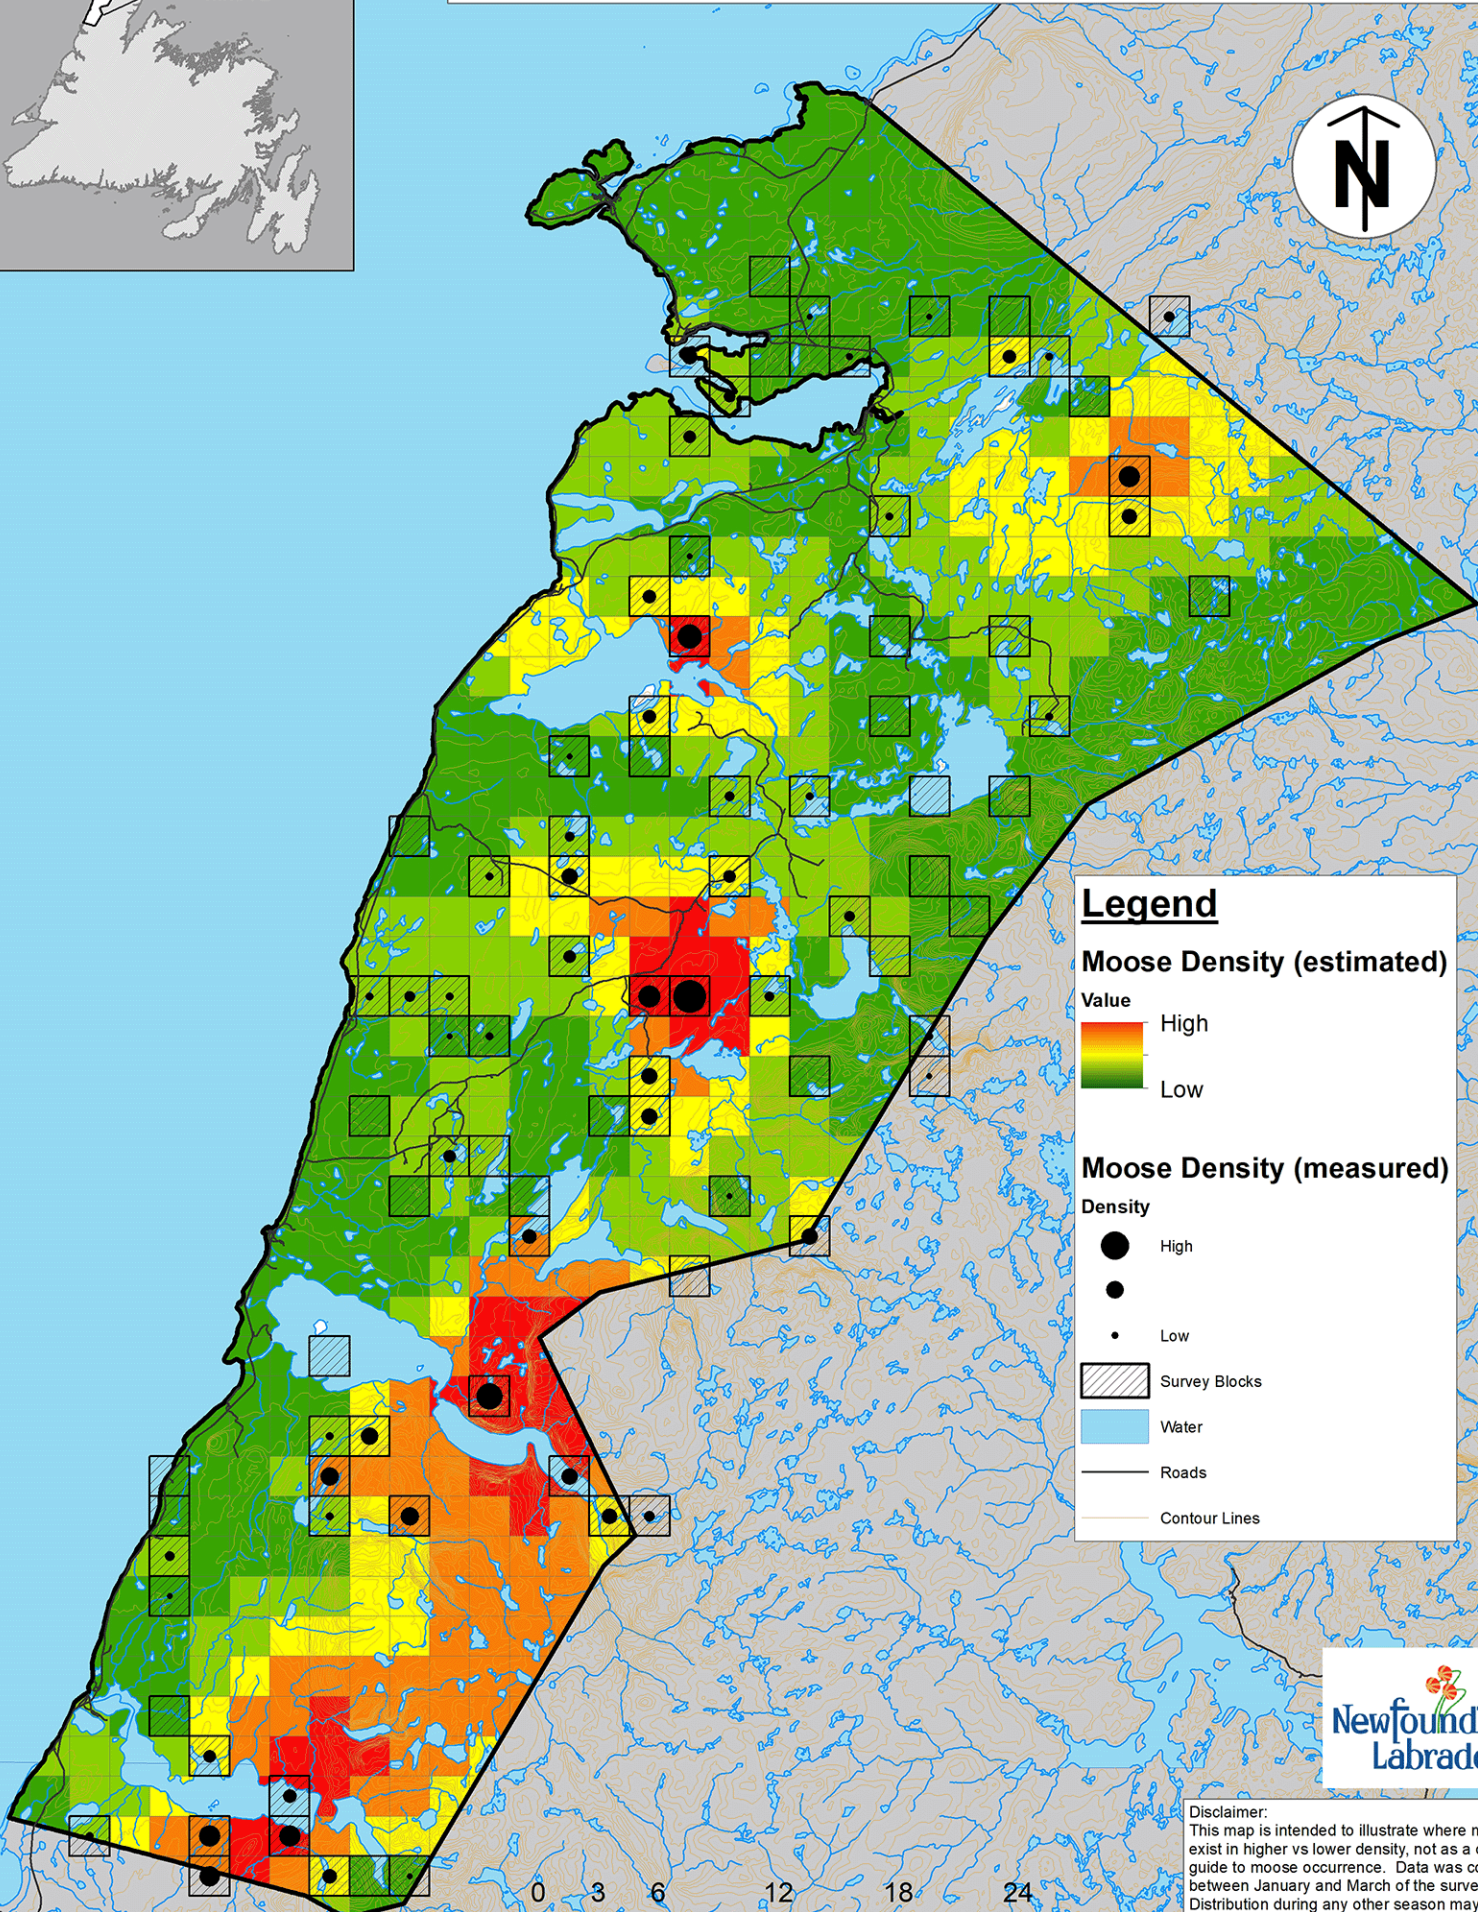 N
Legend
Moose Density (estimated)
Value
High
Low
Moose Density (measured)
Density
High
Low
Survey Blocks
Water
Roads
Contour Lines
Disclaimer:
This map is intended to illustrate where
exist in higher vs lower density, not as a
guide to moose occurrence. Data was
between January and March of the
Distribution during any other season may
0 3 6 12 18 24